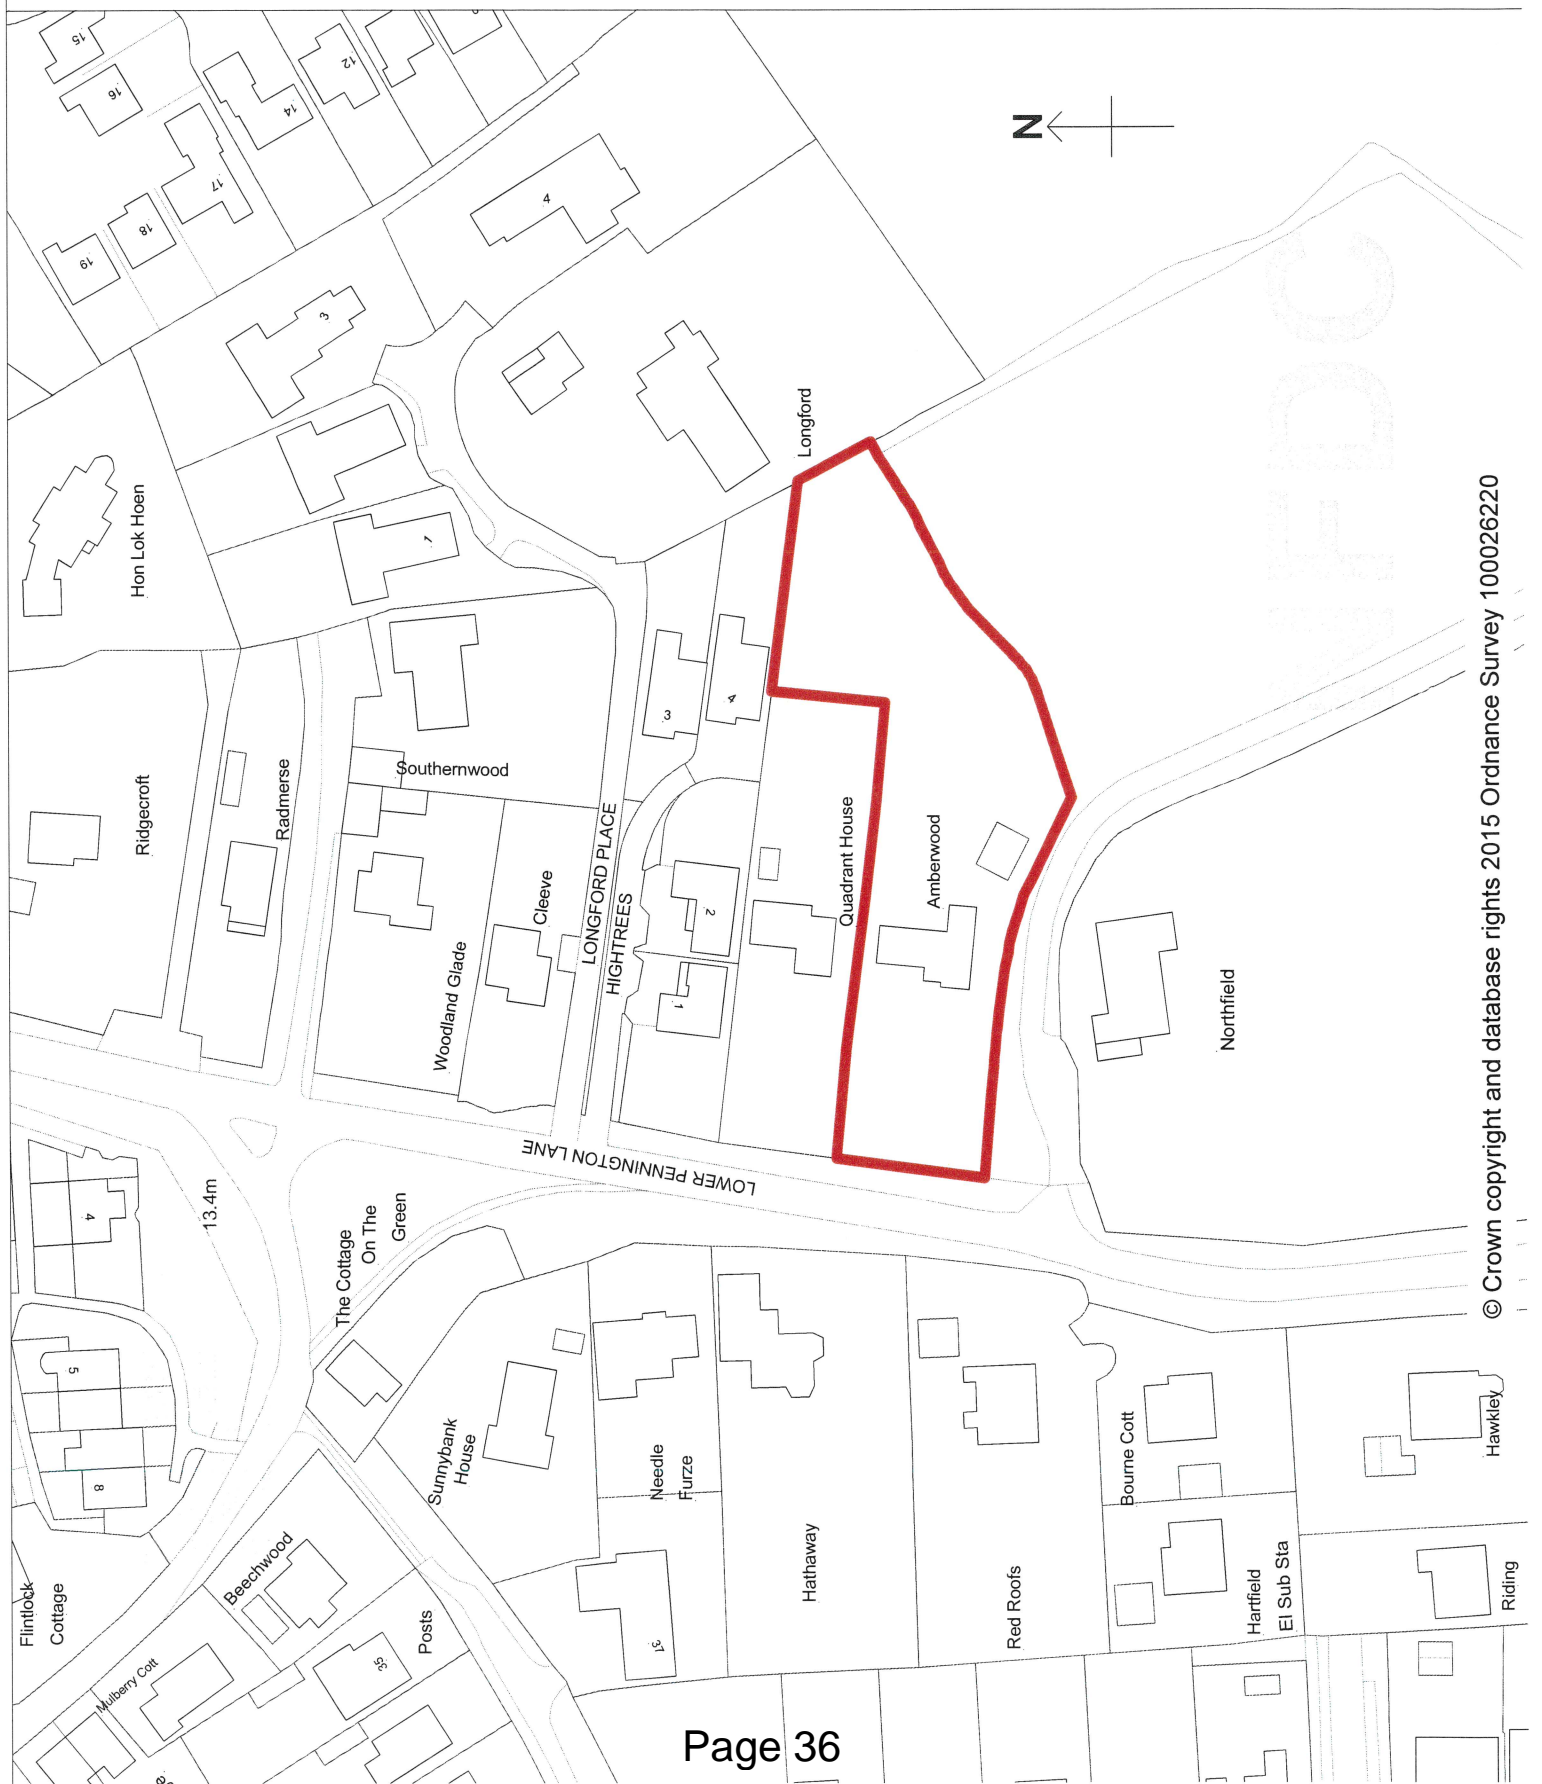 15
16
12
14
17
18
19
4
3
N
Hon Lok Hoen
1
Longford
Ridgecroft
Radmerse
Southernwood
3
4
LONGFORD PLACE
HIGHTREES
Cleeve
Woodland Glade
2
1
Quadrant House
Amberwood
Northfield
LOWER PENNINGTON LANE
4
13.4m
The Cottage
On The
Green
5
8
Sunnybank
House
Needle
Furze
Hathaway
Red Roofs
Bourne Cott
Hawkley
Hartfield
El Sub Sta
Riding
Flintlock
Cottage
Beechwood
Mulberry Cott
35
Posts
37
NFDC
© Crown copyright and database rights 2015 Ordnance Survey 100026220
Page 36